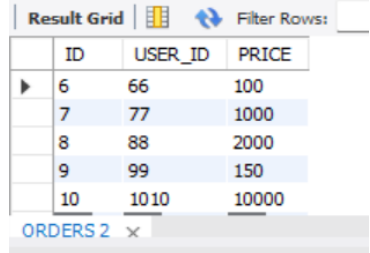 Result Grid Filter Rows:
ID USER_ID PRICE
6 66 100
7 77 1000
8 88 2000
9 99 150
10 1010 10000
ORDERS 2 ×